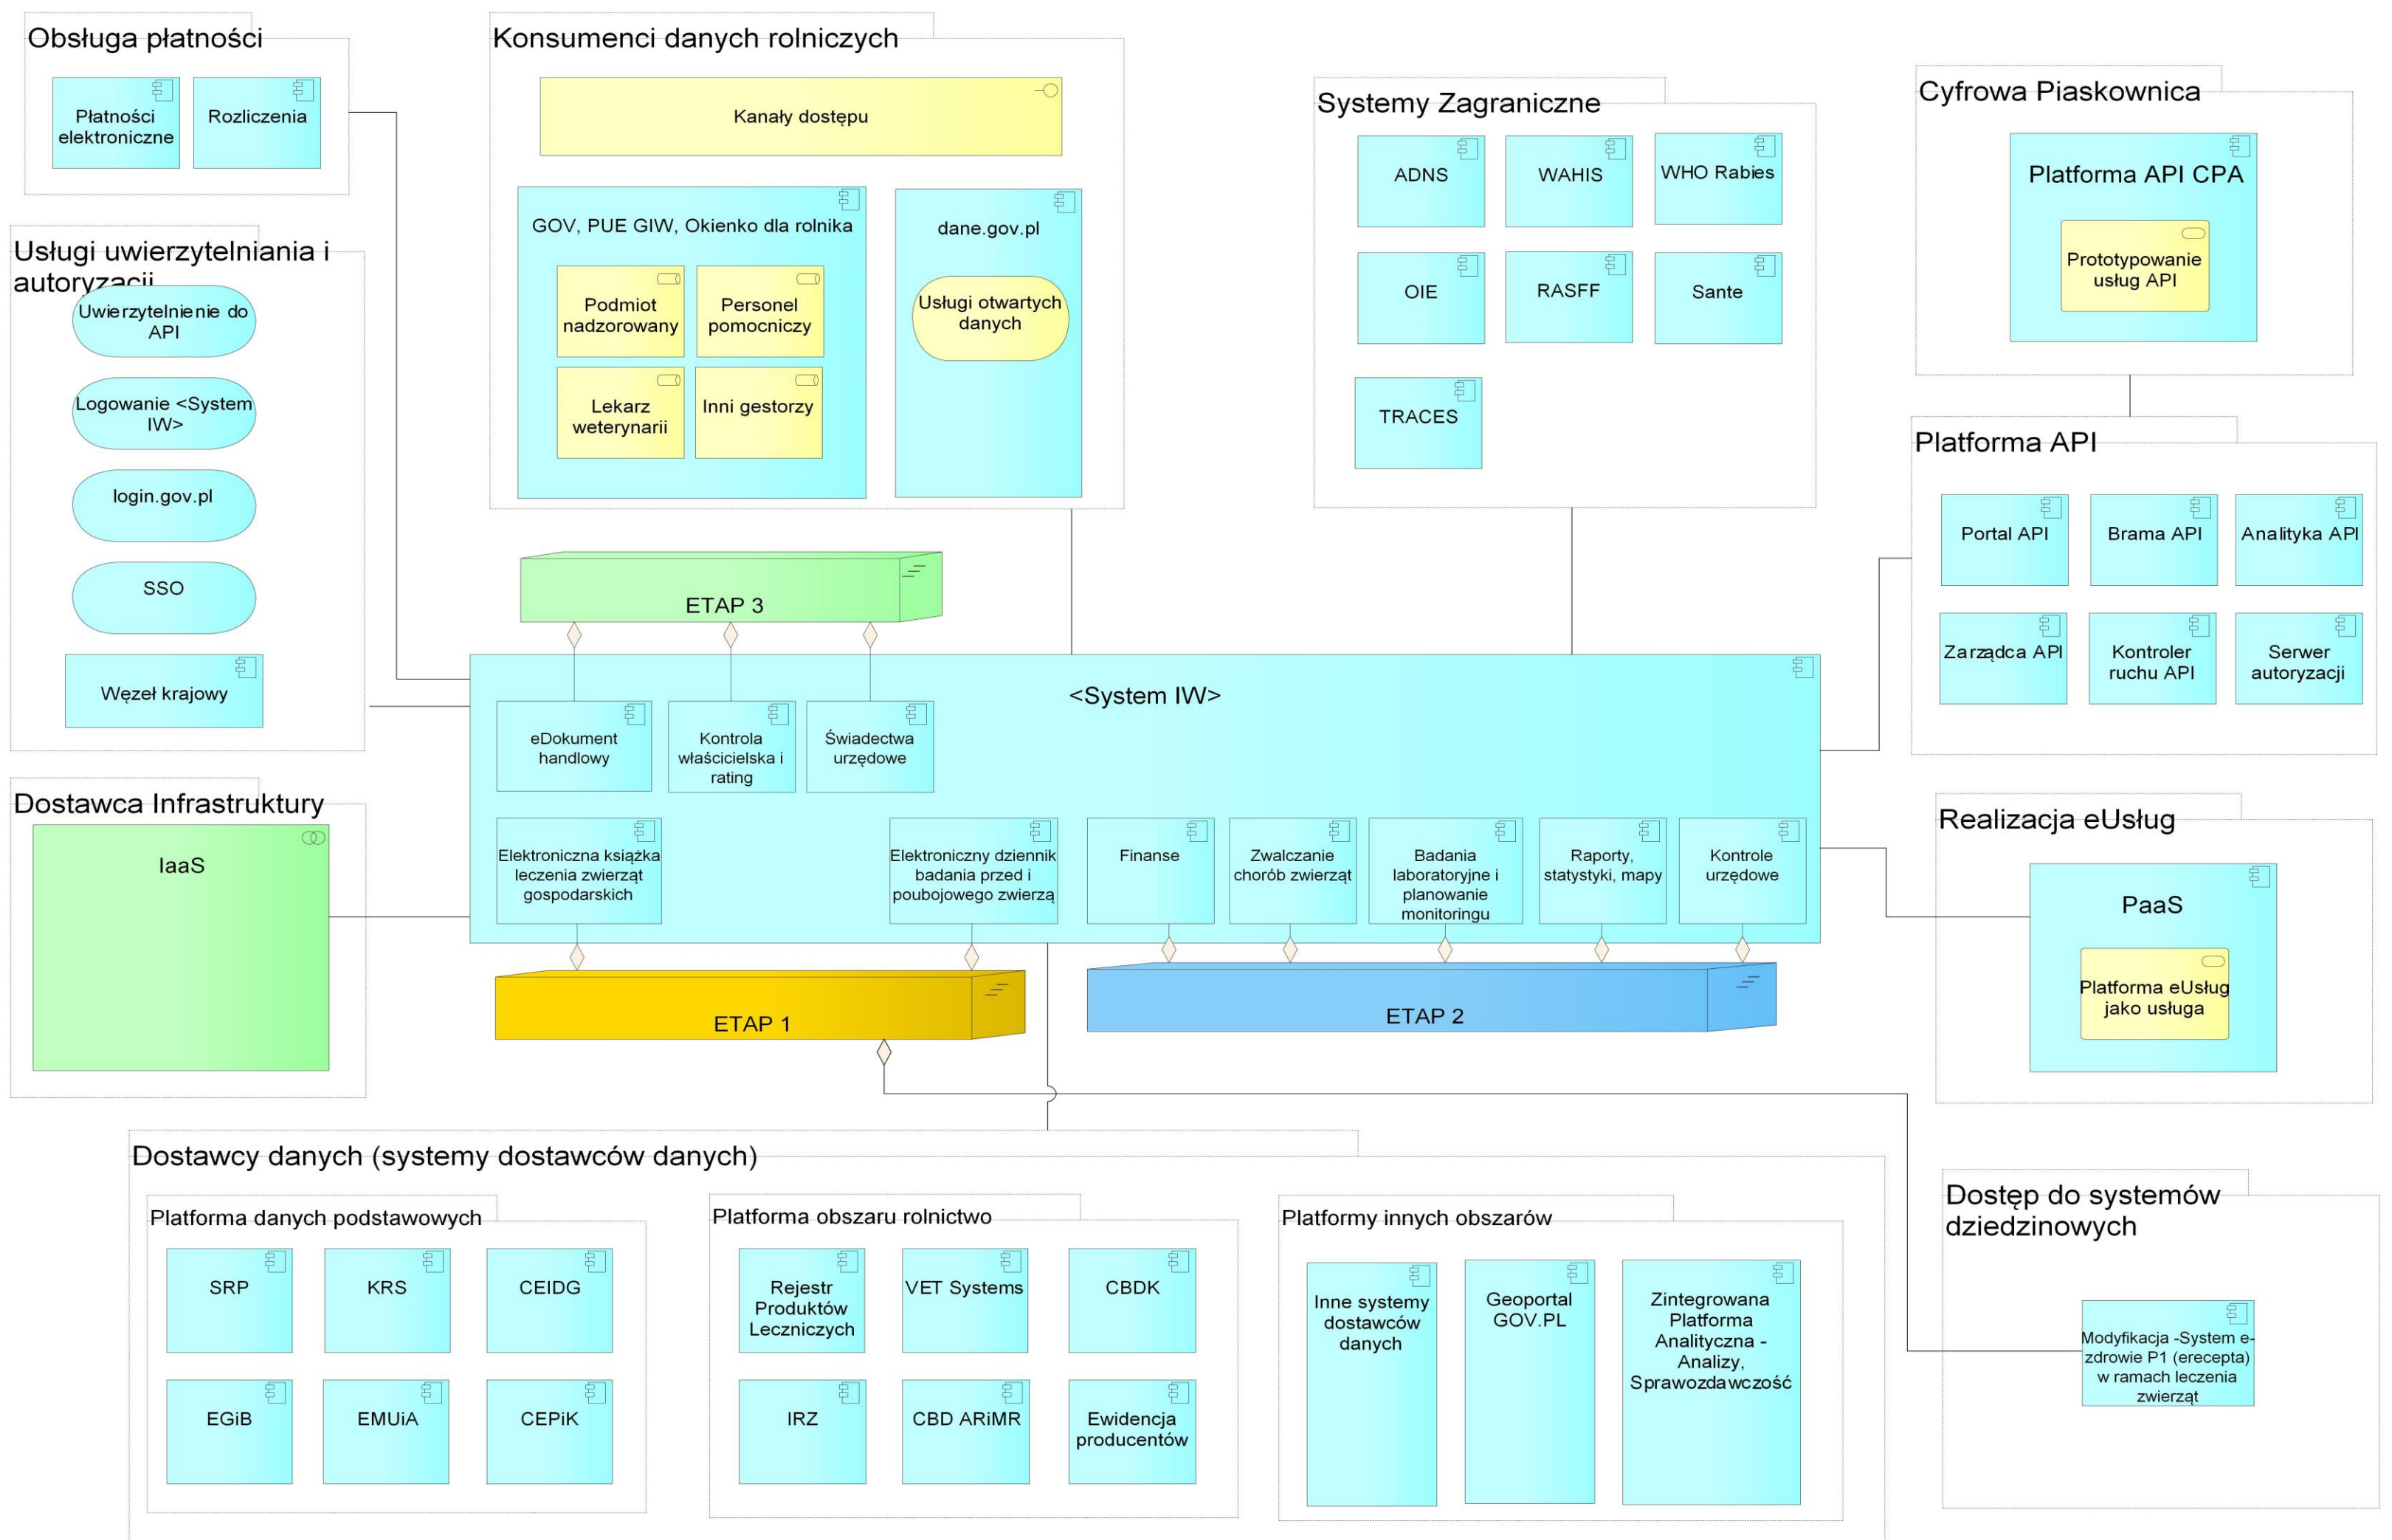 Obsługa płatności
Płatności
elektroniczne
Rozliczenia
Usługi uwierzytelniania i
autoryzacji
Uwierzytelnienie do
API
Logowanie <System
IW>
login.gov.pl
SSO
Węzeł krajowy
Dostawca Infrastruktury
IaaS
Konsumenci danych rolniczych
Kanały dostępu
GOV, PUE GIW, Okienko dla rolnika
Podmiot
nadzorowany
Personel
pomocniczy
Lekarz
weterynarii
Inni gestorzy
dane.gov.pl
Usługi otwartych
danych
Systemy Zagraniczne
ADNS
WAHIS
WHO Rabies
OIE
RASFF
Sante
TRACES
Cyfrowa Piaskownica
Platforma API CPA
Prototypowanie
usług API
Platforma API
Portal API
Brama API
Analityka API
Zarządca API
Kontroler
ruchu API
Serwer
autoryzacji
ETAP 3
<System IW>
eDokument
handlowy
Kontrola
właścicielska i
rating
Świadectwa
urzędowe
Elektroniczna książka
leczenia zwierząt
gospodarskich
Elektroniczny dziennik
badania przed i
poubojowego zwierzą
Finanse
Zwalczanie
chorób zwierząt
Badania
laboratoryjne i
planowanie
monitoringu
Raporty,
statystyki, mapy
Kontrole
urzędowe
ETAP 1
ETAP 2
Realizacja eUsług
PaaS
Platforma eUsług
jako usługa
Dostawcy danych (systemy dostawców danych)
Platforma danych podstawowych
SRP
KRS
CEIDG
EGiB
EMUiA
CEPiK
Platforma obszaru rolnictwo
Rejestr
Produktów
Leczniczych
VET Systems
CBDK
IRZ
CBD ARiMR
Ewidencja
producentów
Platformy innych obszarów
Inne systemy
dostawców
danych
Geoportal
GOV.PL
Zintegrowana
Platforma
Analityczna -
Analizy,
Sprawozdawczość
Dostęp do systemów
dziedzinowych
Modyfikacja -System e-
zdrowie P1 (erecepta)
w ramach leczenia
zwierząt